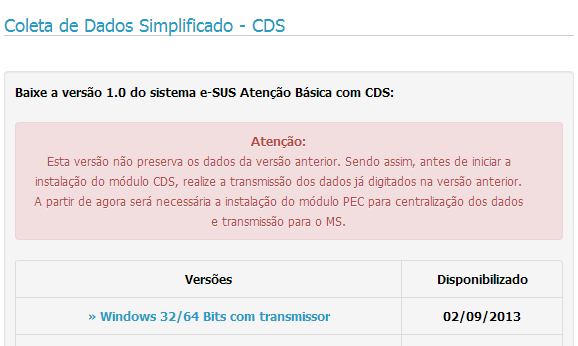 Coleta de Dados Simplificado - CDS
Baixe a versão 1.0 do sistema e-SUS Atenção Básica com CDS:
Atenção:
Esta versão não preserva os dados da versão anterior. Sendo assim, antes de iniciar a
instalação do módulo CDS, realize a transmissão dos dados já digitados na versão anterior.
A partir de agora será necessária a instalação do módulo PEC para centralização dos dados
e transmissão para o MS.
Versões Disponibilizado
» Windows 32/64 Bits com transmissor 02/09/2013